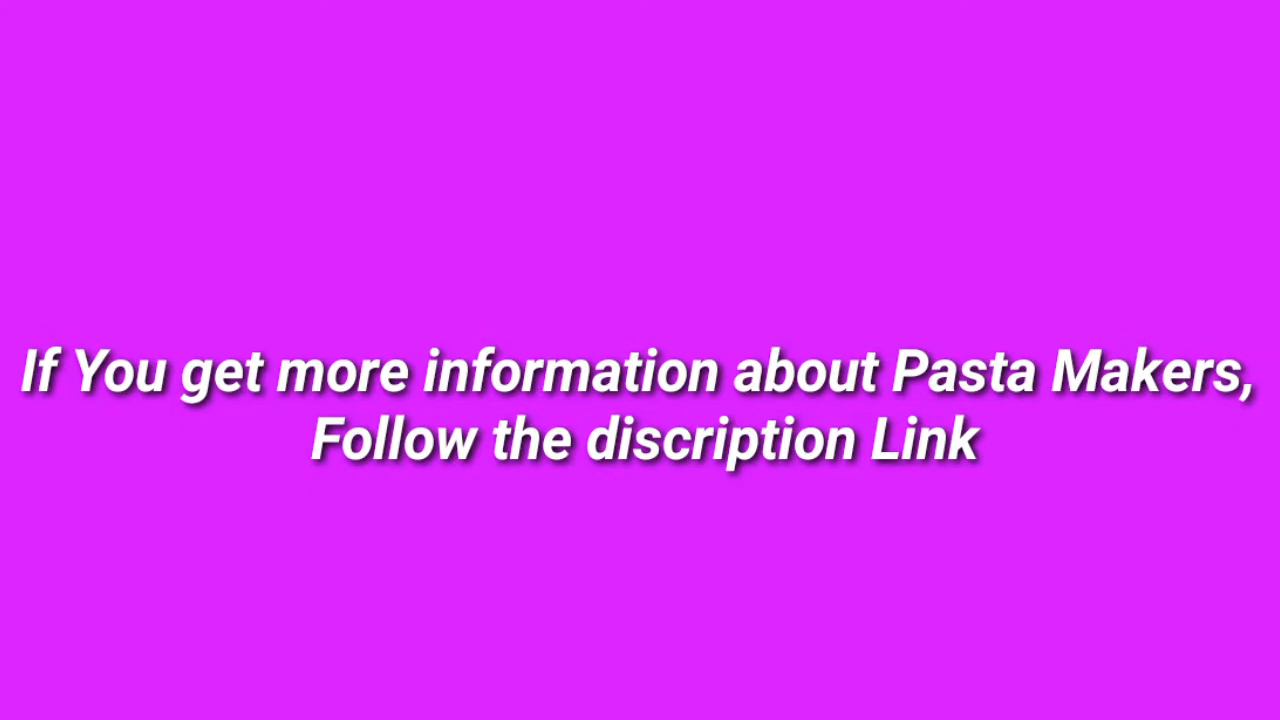 If You get more information about Pasta Makers,
Follow the discription Link